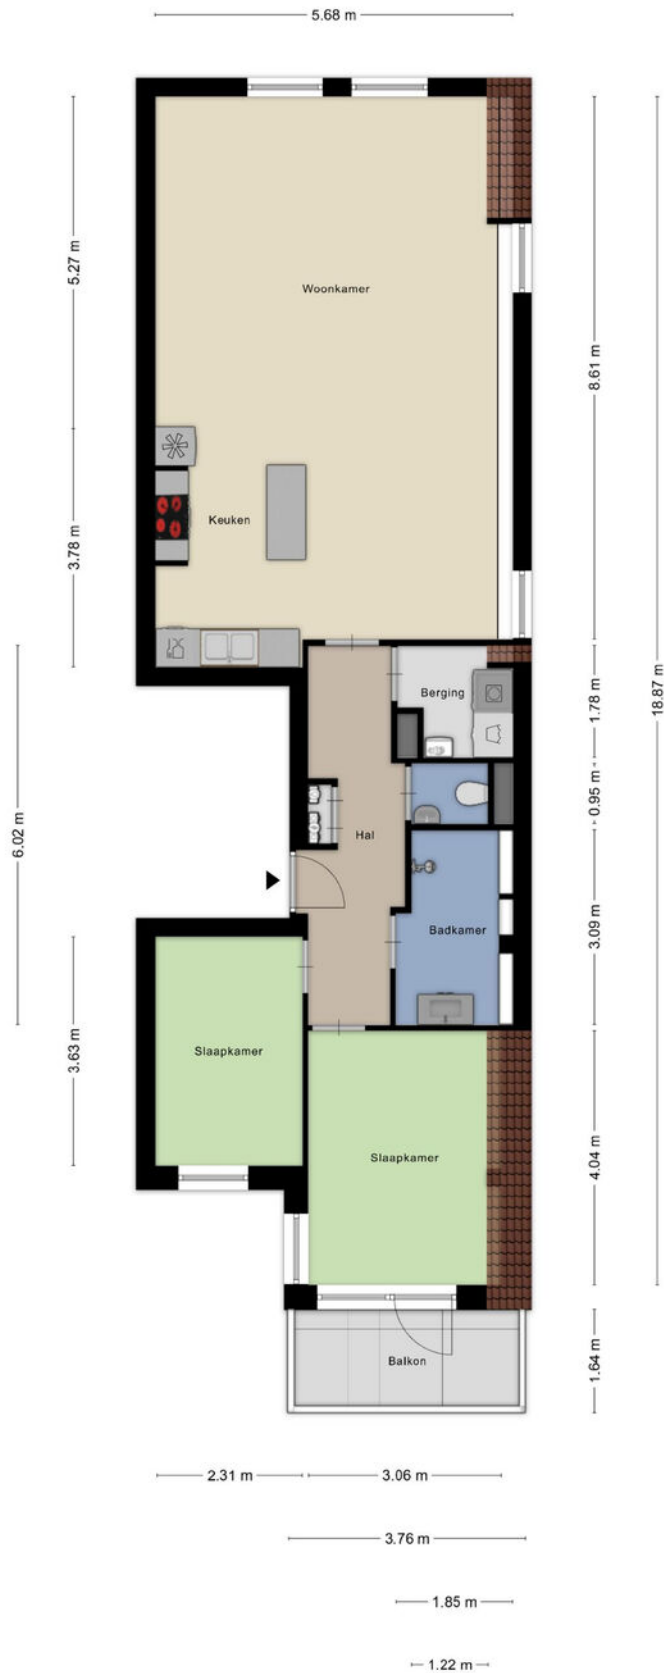 5.68 m
5.27 m
8.61 m
18.87 m
Woonkamer
3.78 m
Keuken
Berging
1.78 m
0.95 m
6.02 m
Hal
Badkamer
3.09 m
3.63 m
Slaapkamer
Slaapkamer
4.04 m
Balkon
1.64 m
2.31 m
3.06 m
3.76 m
1.85 m
1.22 m